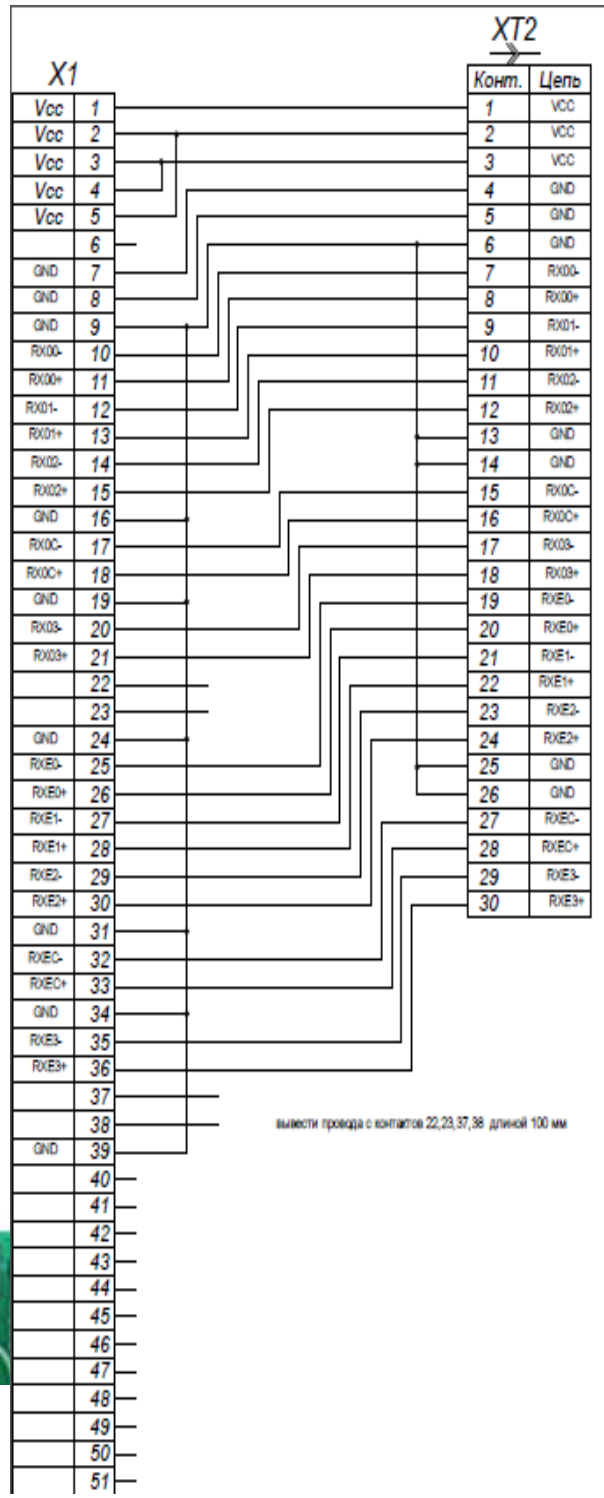 X1
Vcc 1
Vcc 2
Vcc 3
Vcc 4
Vcc 5
6
GND 7
GND 8
GND 9
RX00- 10
RX00+ 11
RX01- 12
RX01+ 13
RX02- 14
RX02+ 15
GND 16
RX0C- 17
RX0C+ 18
GND 19
RX03- 20
RX03+ 21
22
23
GND 24
RXE0- 25
RXE0+ 26
RXE1- 27
RXE1+ 28
RXE2- 29
RXE2+ 30
GND 31
RXEC- 32
RXEC+ 33
GND 34
RXE3- 35
RXE3+ 36
37
38
GND 39
40
41
42
43
44
45
46
47
48
49
50
51
XT2
Конт. Цепь
1 VCC
2 VCC
3 VCC
4 GND
5 GND
6 GND
7 RX00-
8 RX00+
9 RX01-
10 RX01+
11 RX02-
12 RX02+
13 GND
14 GND
15 RX0C-
16 RX0C+
17 RX03-
18 RX03+
19 RXE0-
20 RXE0+
21 RXE1-
22 RXE1+
23 RXE2-
24 RXE2+
25 GND
26 GND
27 RXEC-
28 RXEC+
29 RXE3-
30 RXE3+
вывести провода с контактов 22,23,37,38 длиной 100 мм